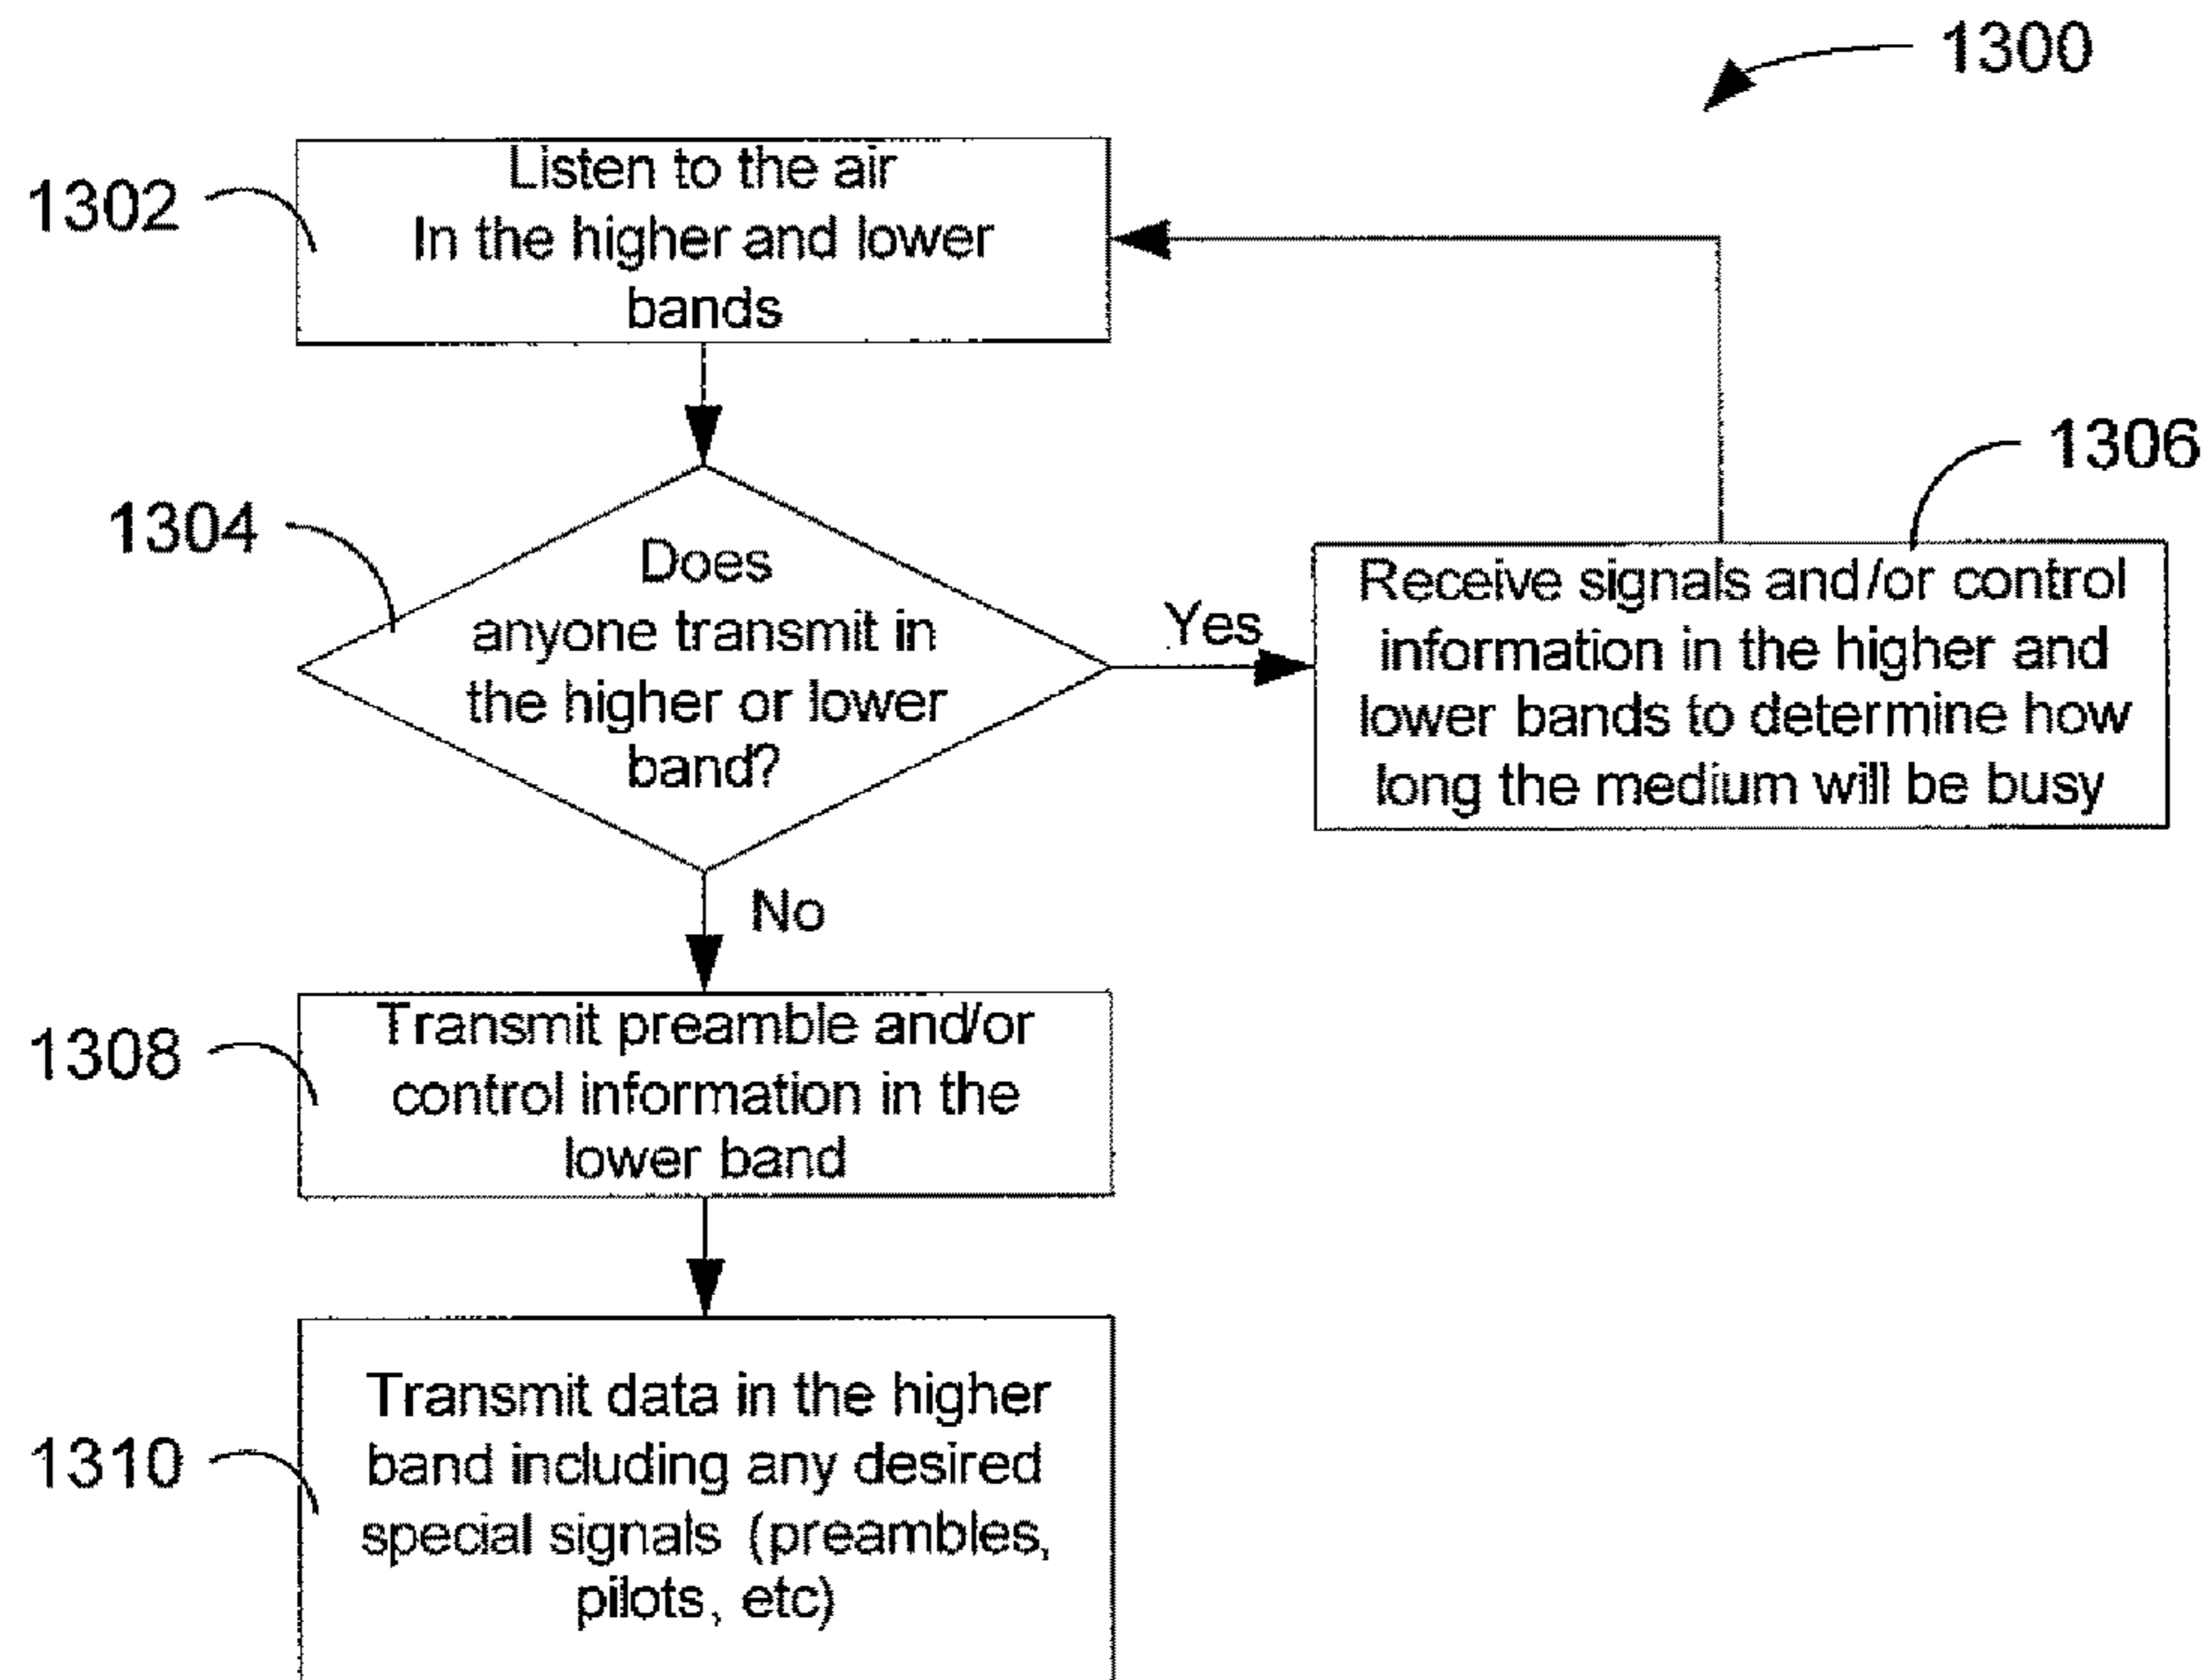 1300
1302
Listen to the air
In the higher and lower
bands
1304
Does
anyone transmit in
the higher or lower
band?
Yes
1306
Receive signals and/or control
information in the higher and
lower bands to determine how
long the medium will be busy
No
1308
Transmit preamble and/or
control information in the
lower band
1310
Transmit data in the higher
band including any desired
special signals (preambles,
pilots, etc)